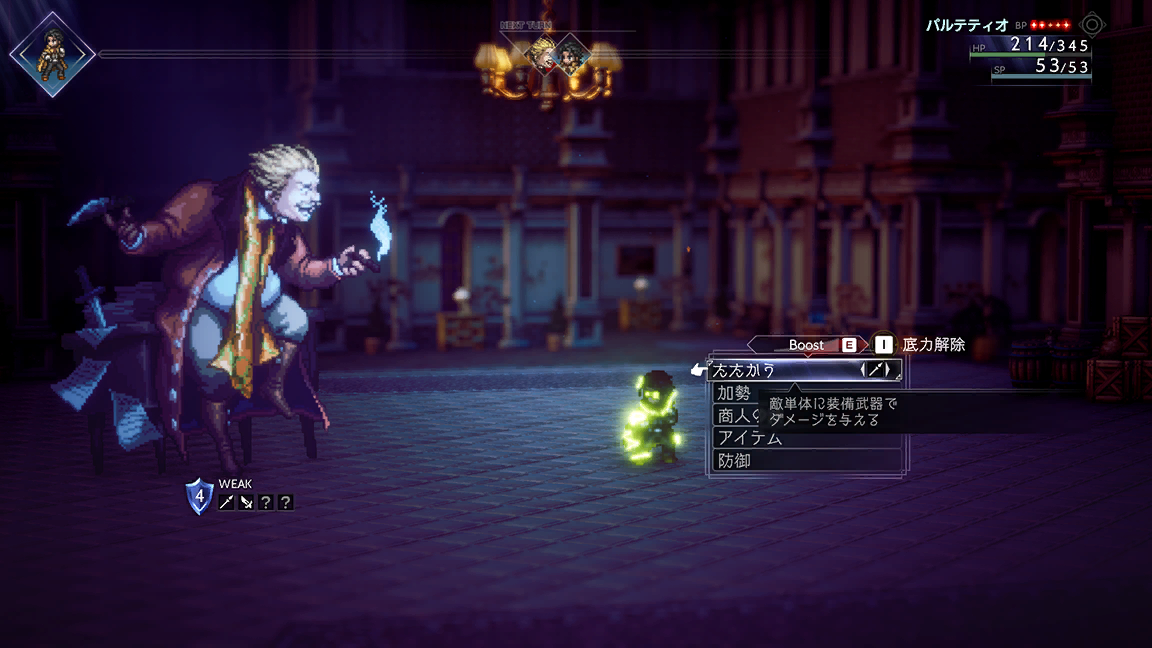 NEXT TURN
パルテティオ BP
HP 214/345
SP 53/53
Boost E I 底力解除
たたかう
加勢
商人の
敵単体に装備武器で
ダメージを与える
アイテム
防御
WEAK
4 ? ?